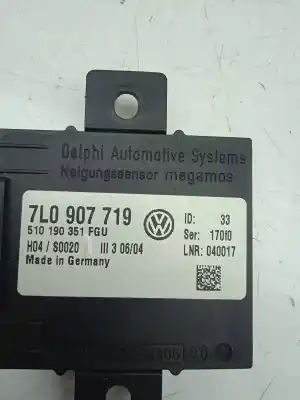 Delphi Automotive Systems
Neigungssensor megamos
7L0 907 719
510 190 351 FGU
H04 / S0020 III 3 06/04
Made in Germany
ID: 33
Ser: 170f0
LNR: 040017